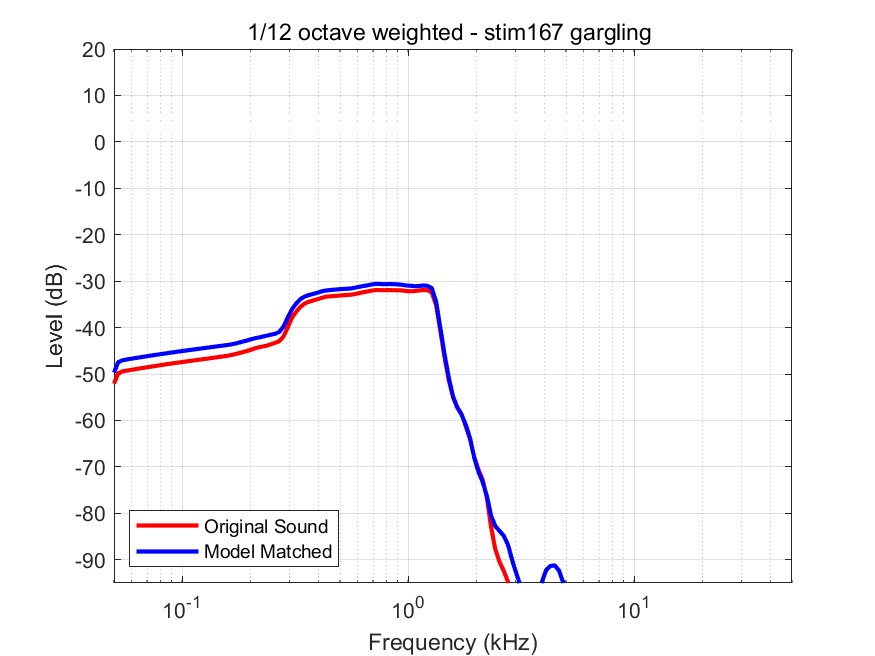 1/12 octave weighted - stim167 gargling
20
10
0
-10
-20
-30
-40
-50
-60
-70
-80
-90
Level (dB)
Original Sound
Model Matched
10^-1 10^0 10^1
Frequency (kHz)